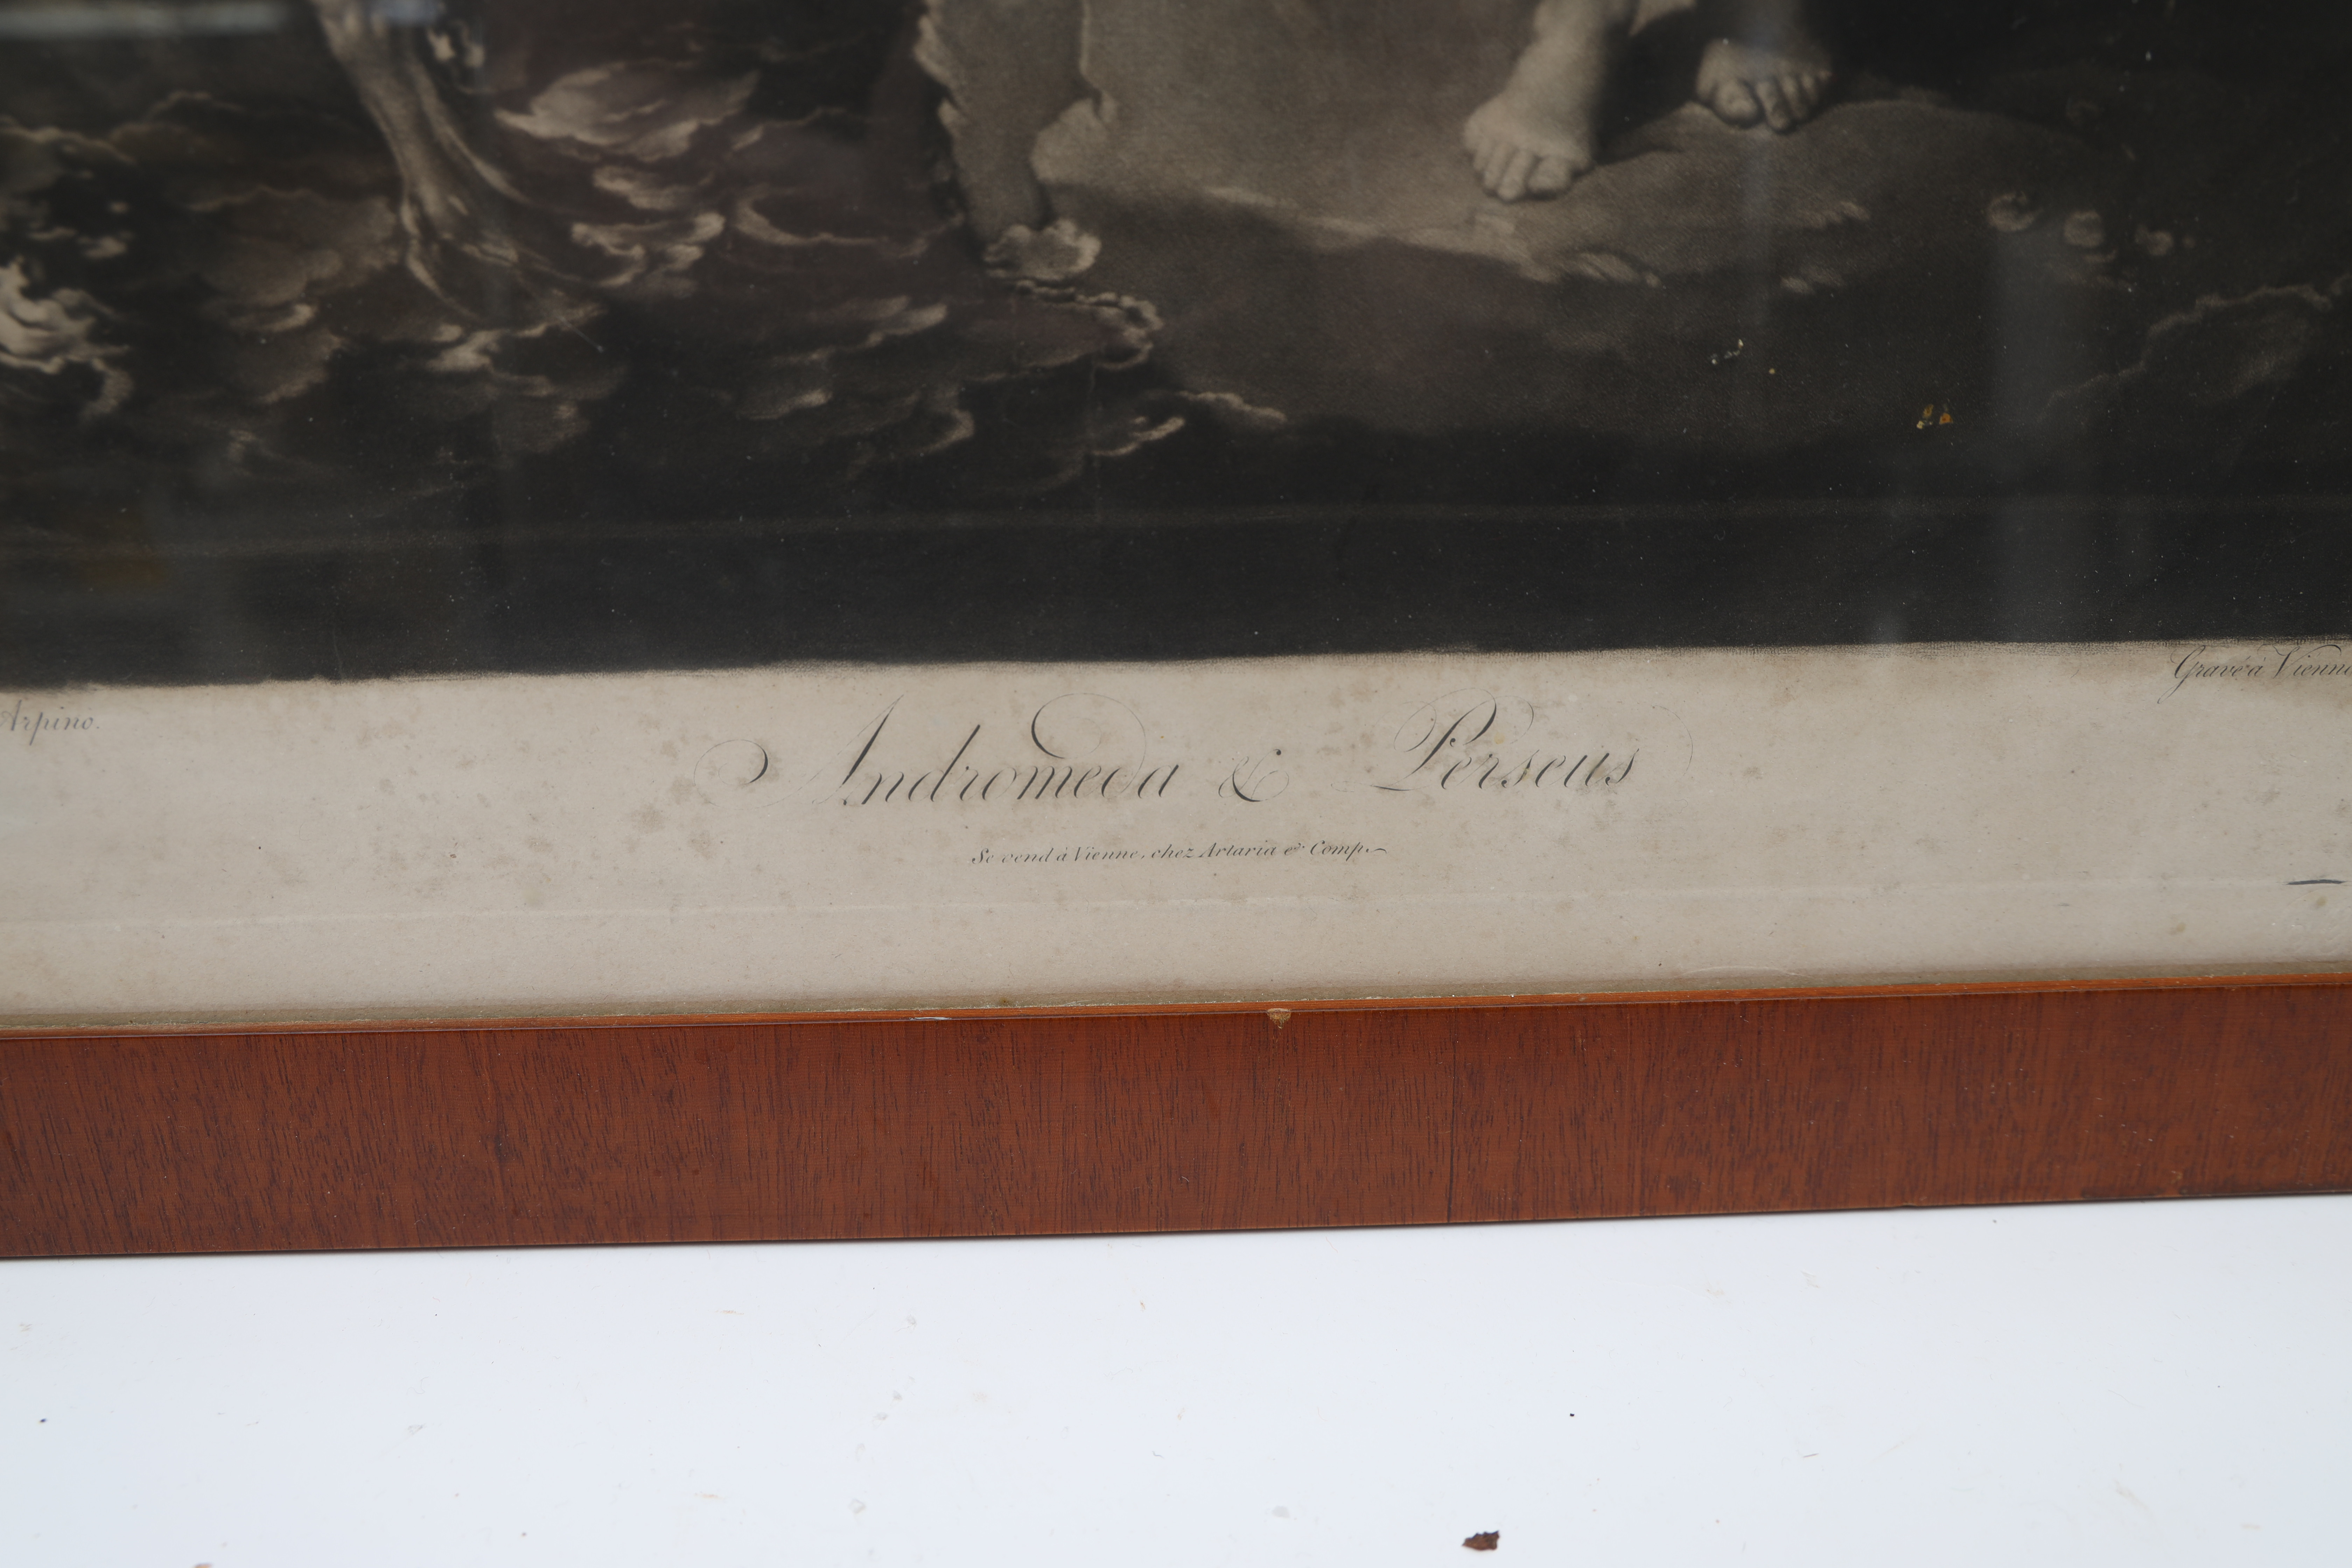 Arpino.
Gravé à Vienne
Andromeda & Perseus
Se vend à Vienne, chez Artaria & Comp.